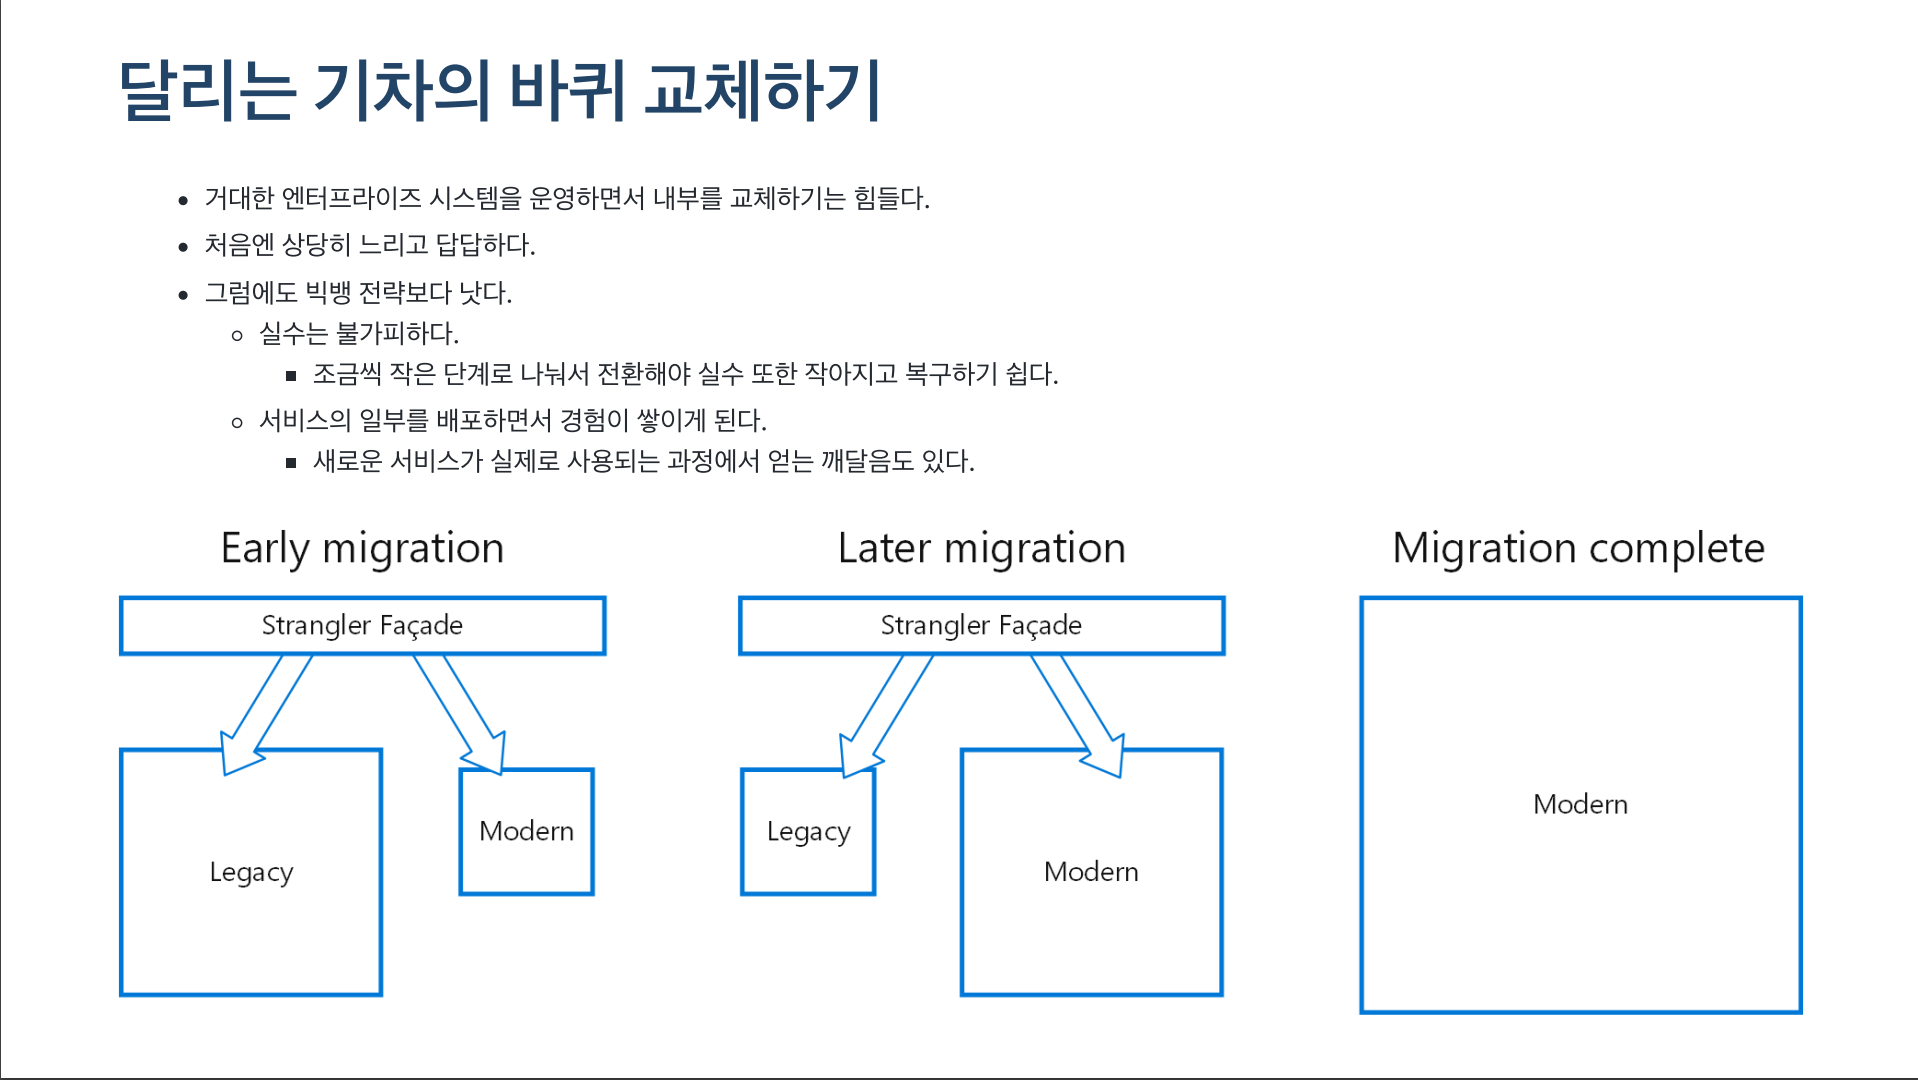 달리는 기차의 바퀴 교체하기
거대한 엔터프라이즈 시스템을 운영하면서 내부를 교체하기는 힘들다.
처음엔 상당히 느리고 답답하다.
그럼에도 빅뱅 전략보다 낫다.
실수는 불가피하다.
조금씩 작은 단계로 나눠서 전환해야 실수 또한 작아지고 복구하기 쉽다.
서비스의 일부를 배포하면서 경험이 쌓이게 된다.
새로운 서비스가 실제로 사용되는 과정에서 얻는 깨달음도 있다.
Early migration
Strangler Façade
Legacy
Modern
Later migration
Strangler Façade
Legacy
Modern
Migration complete
Modern